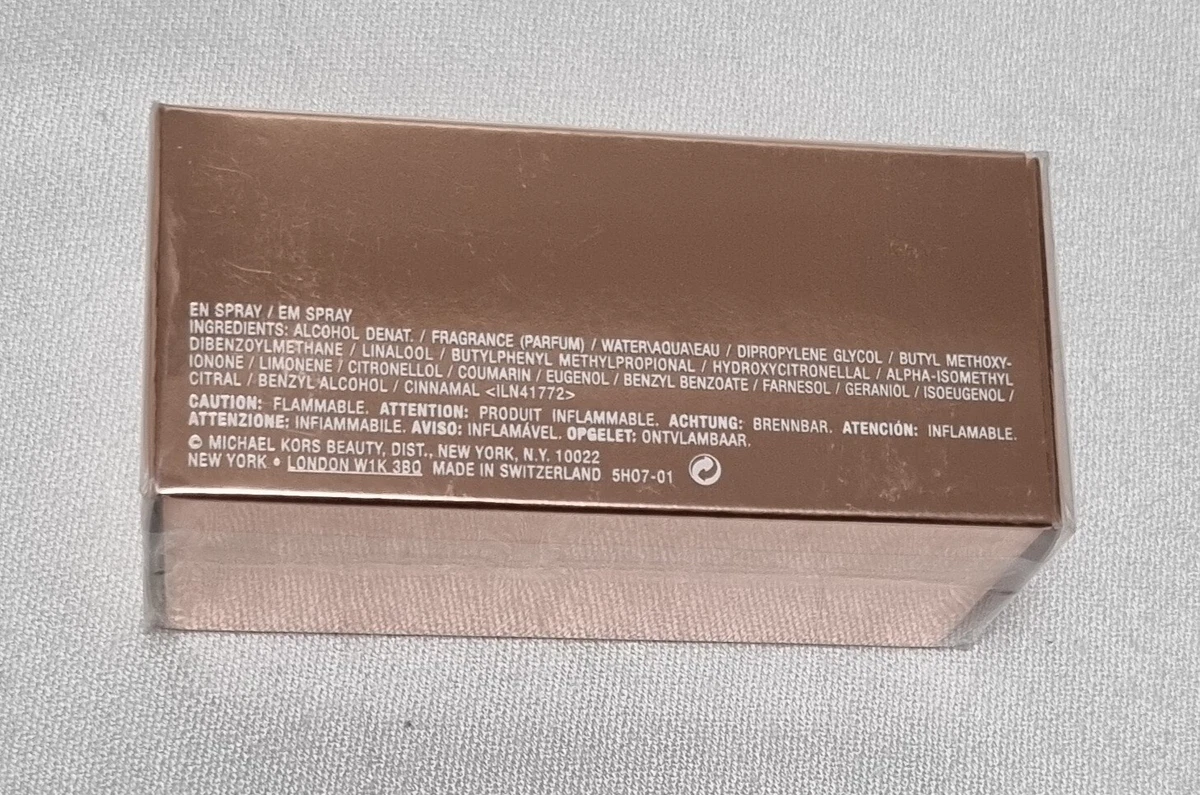 EN SPRAY / EM SPRAY
INGREDIENTS: ALCOHOL DENAT. / FRAGRANCE (PARFUM) / WATER\AQUA\EAU / DIPROPYLENE GLYCOL / BUTYL METHOXY-
DIBENZOYLMETHANE / LINALOOL / BUTYLPHENYL METHYLPROPIONAL / HYDROXYCITRONELLAL / ALPHA-ISOMETHYL
IONONE / LIMONENE / CITRONELLOL / COUMARIN / EUGENOL / BENZYL BENZOATE / FARNESOL / GERANIOL / ISOEUGENOL /
CITRAL / BENZYL ALCOHOL / CINNAMAL <ILN41772>
CAUTION: FLAMMABLE. ATTENTION: PRODUIT INFLAMMABLE. ACHTUNG: BRENNBAR. ATENCIÓN: INFLAMABLE.
ATTENZIONE: INFIAMMABILE. AVISO: INFLAMÁVEL. OPGELET: ONTVLAMBAAR.
© MICHAEL KORS BEAUTY, DIST., NEW YORK, N.Y. 10022
NEW YORK • LONDON W1K 3BQ MADE IN SWITZERLAND 5H07-01